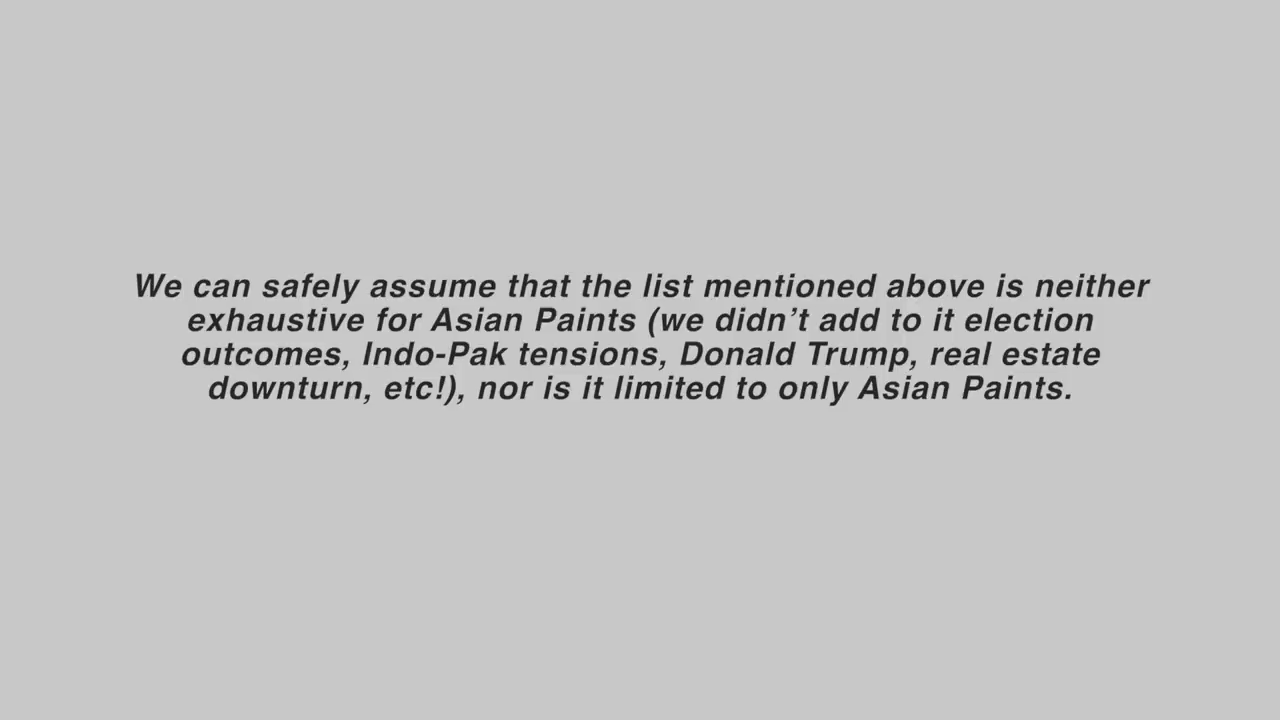 We can safely assume that the list mentioned above is neither
exhaustive for Asian Paints (we didn’t add to it election
outcomes, Indo-Pak tensions, Donald Trump, real estate
downturn, etc!), nor is it limited to only Asian Paints.